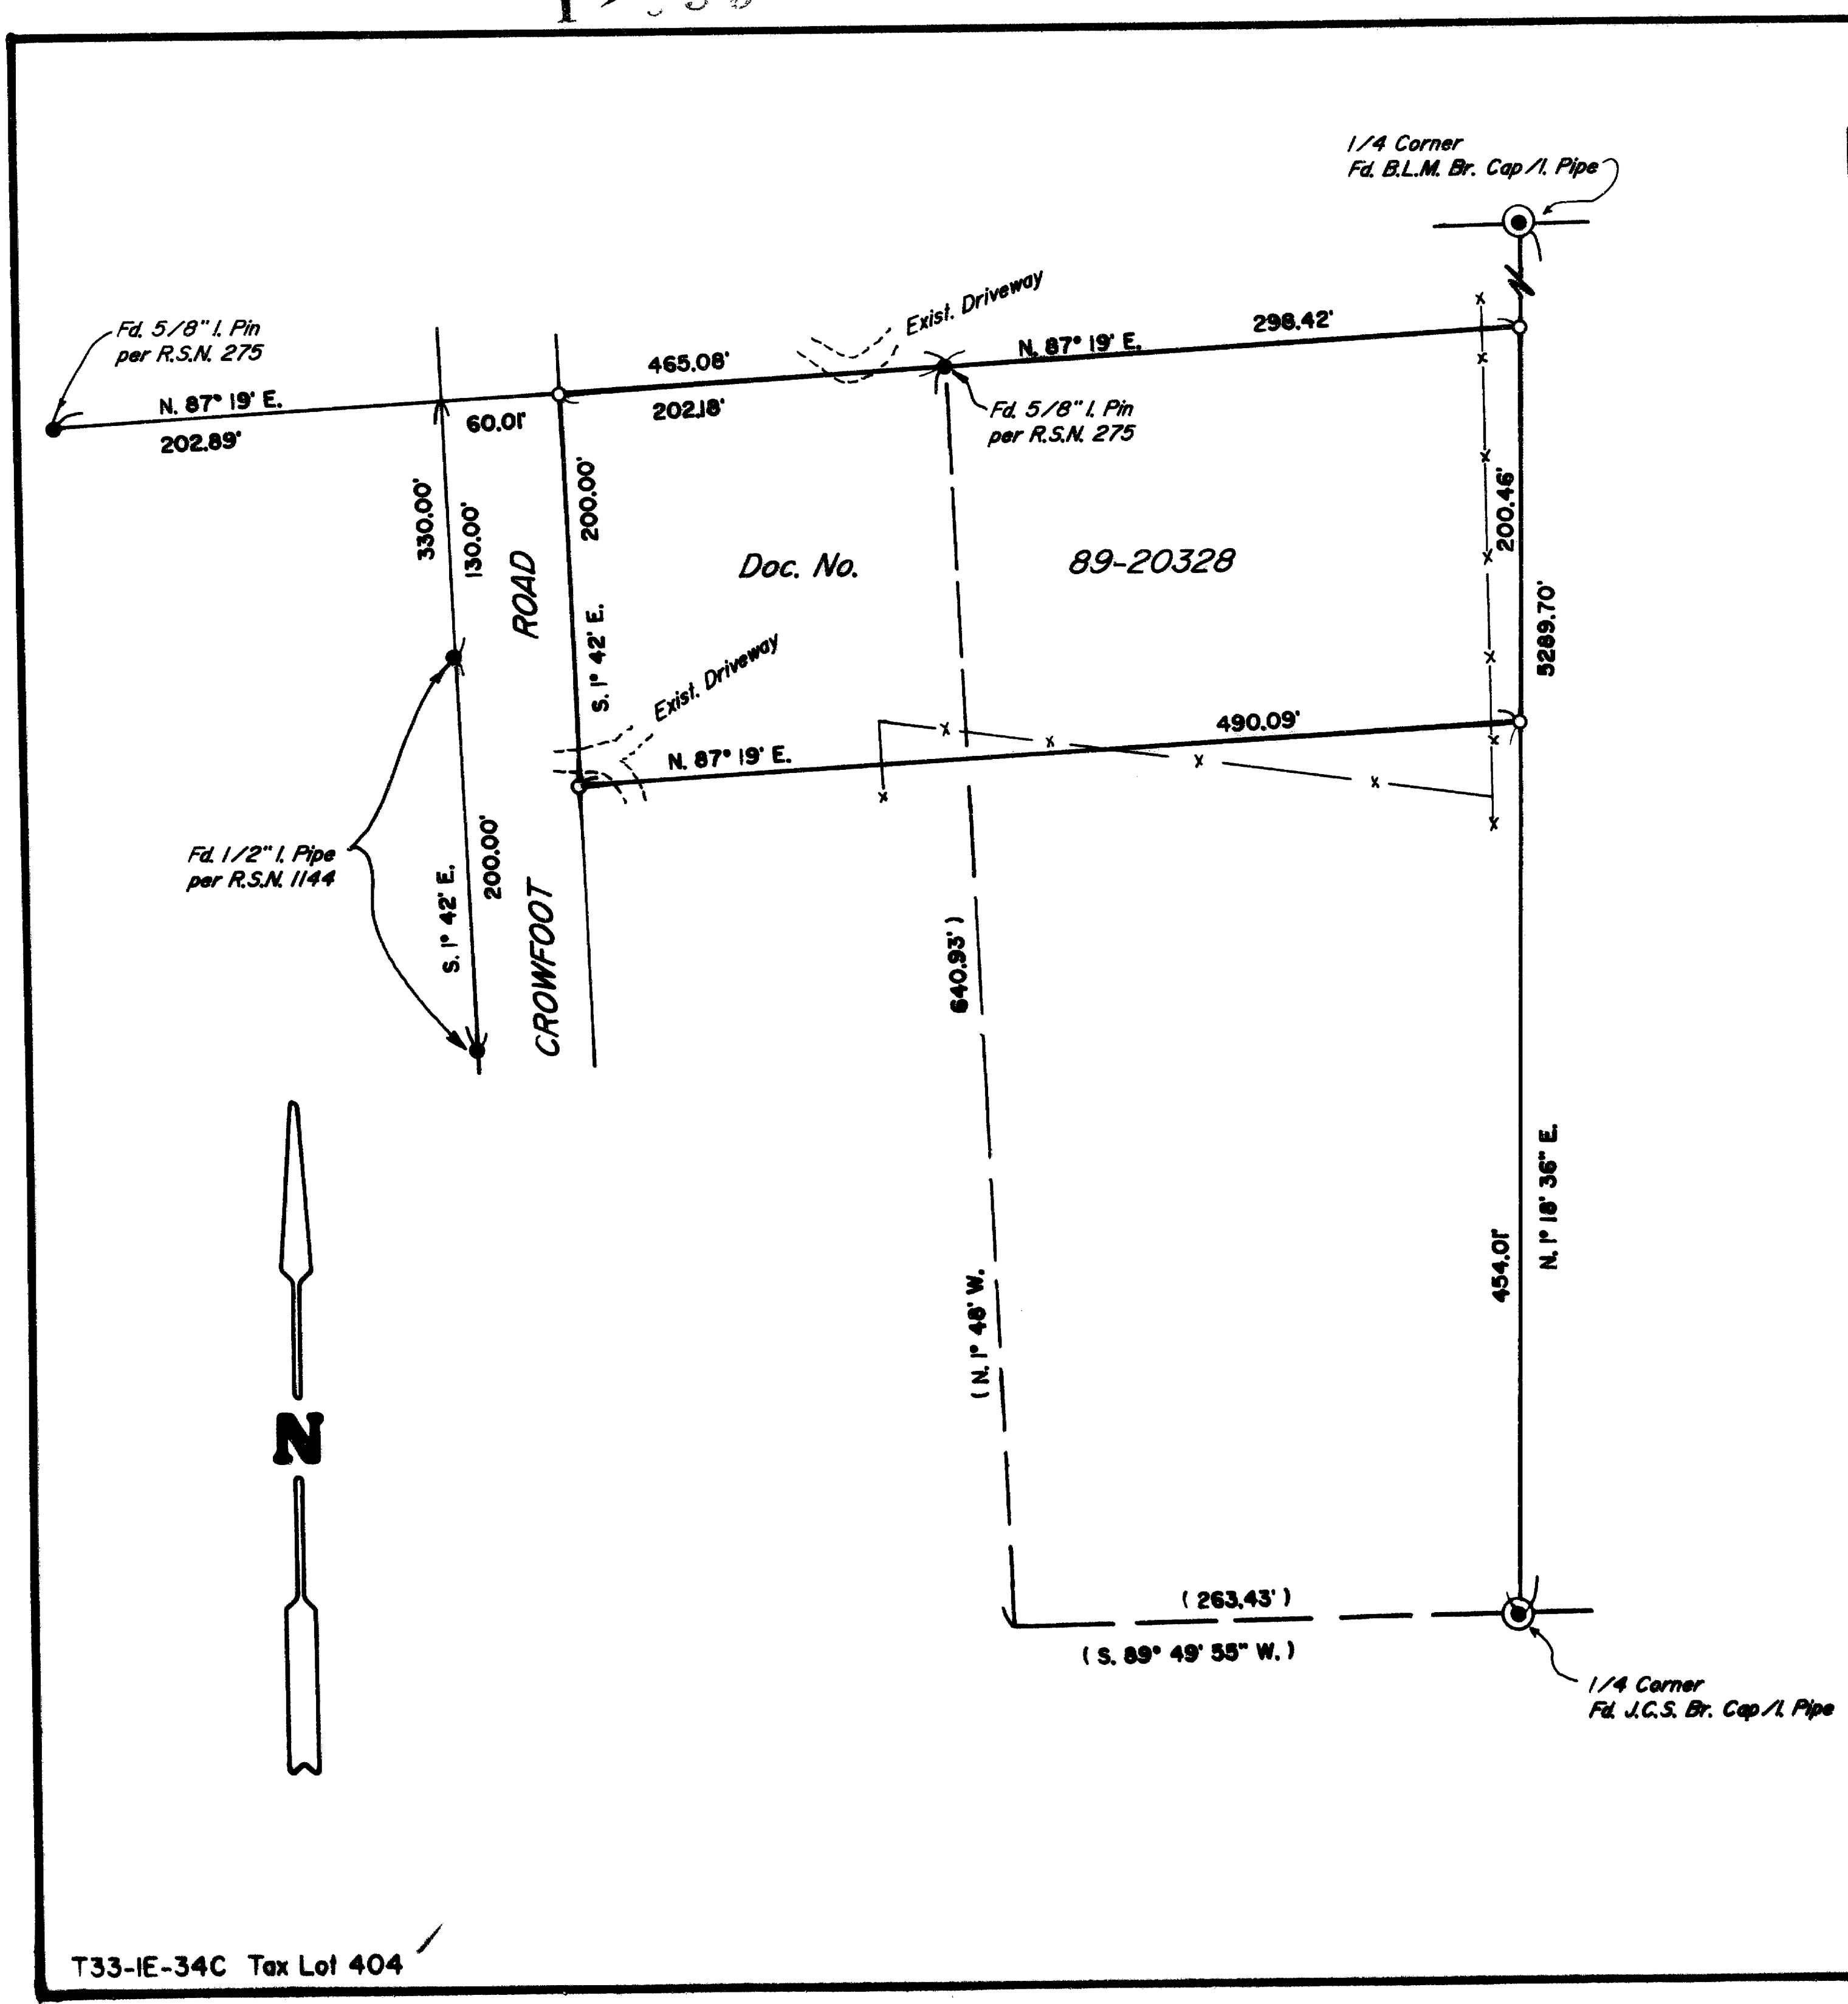 1/4 Corner
Fd. B.L.M. Br. Cap/I. Pipe
Exist. Driveway
Fd. 5/8" I. Pin
per R.S.N. 275
N. 87° 19' E.
202.89'
60.01'
465.08'
202.18'
N. 87° 19' E.
298.42'
Fd. 5/8" I. Pin
per R.S.N. 275
330.00'
130.00'
ROAD
200.00'
S. 1° 42' E.
Doc. No. 89-20328
200.46'
5289.70'
Exist. Driveway
N. 87° 19' E.
490.09'
Fd. 1/2" I. Pipe
per R.S.N. 1144
S. 1° 42' E.
200.00'
CROWFOOT
640.93' )
( N. 1° 48' W.
454.01'
N. 1° 18' 36" E.
N
( 263.43' )
( S. 89° 49' 55" W. )
1/4 Corner
Fd. J.C.S. Br. Cap/I. Pipe
T33-1E-34C Tax Lot 404